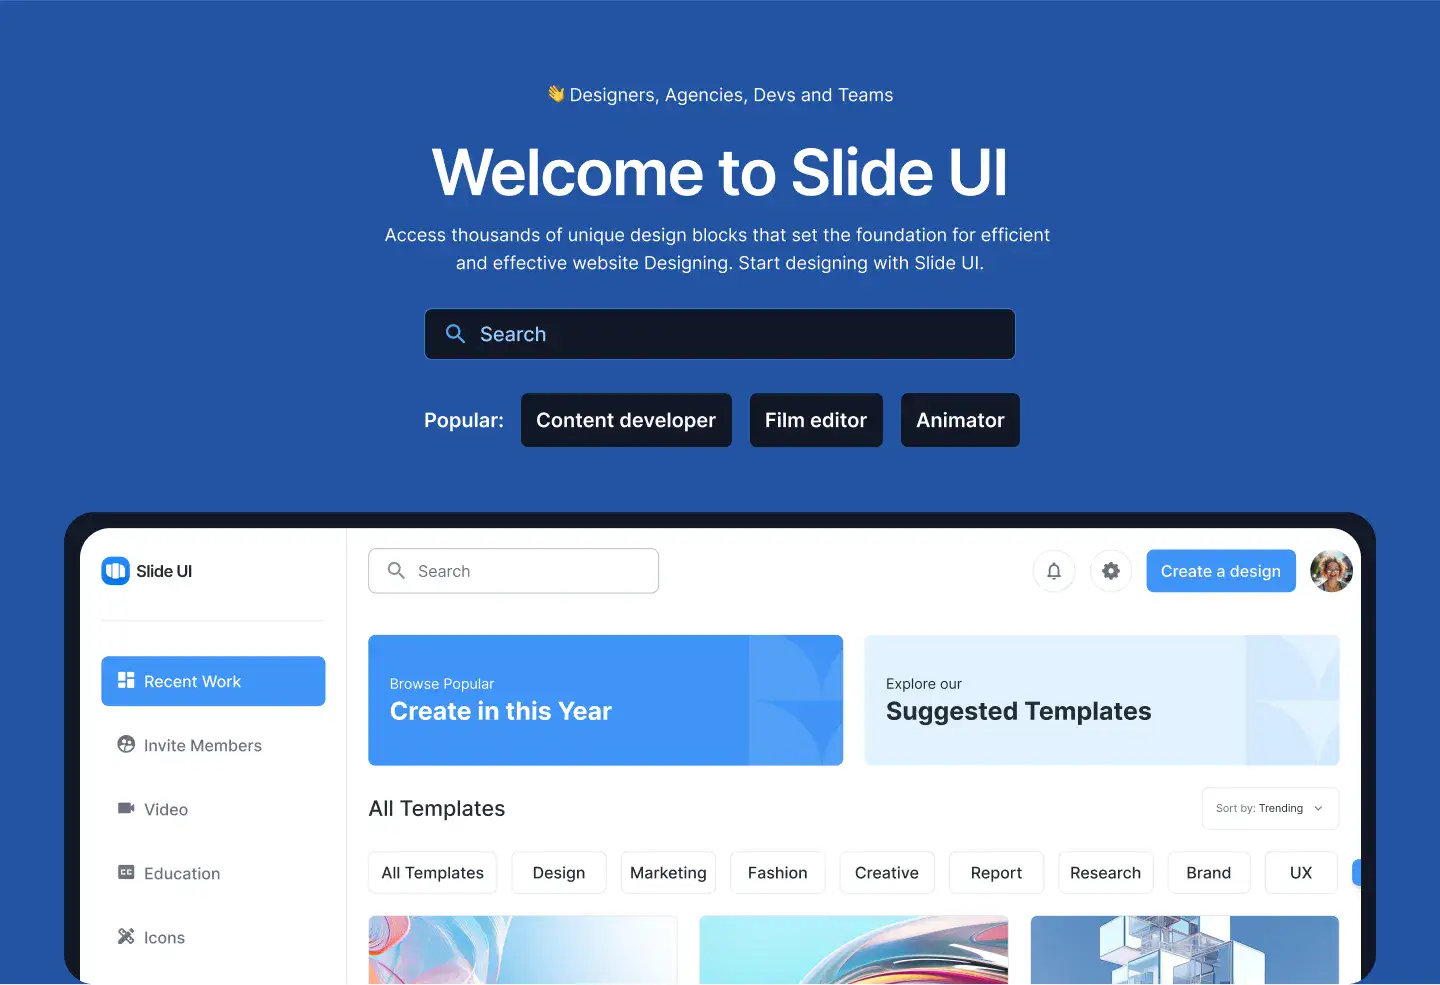 👋 Designers, Agencies, Devs and Teams
Welcome to Slide UI
Access thousands of unique design blocks that set the foundation for efficient
and effective website Designing. Start designing with Slide UI.
Search
Popular: Content developer Film editor Animator
Slide UI
Search
Create a design
Recent Work
Invite Members
Video
Education
Icons
Browse Popular
Create in this Year
Explore our
Suggested Templates
All Templates
Sort by: Trending
All Templates Design Marketing Fashion Creative Report Research Brand UX